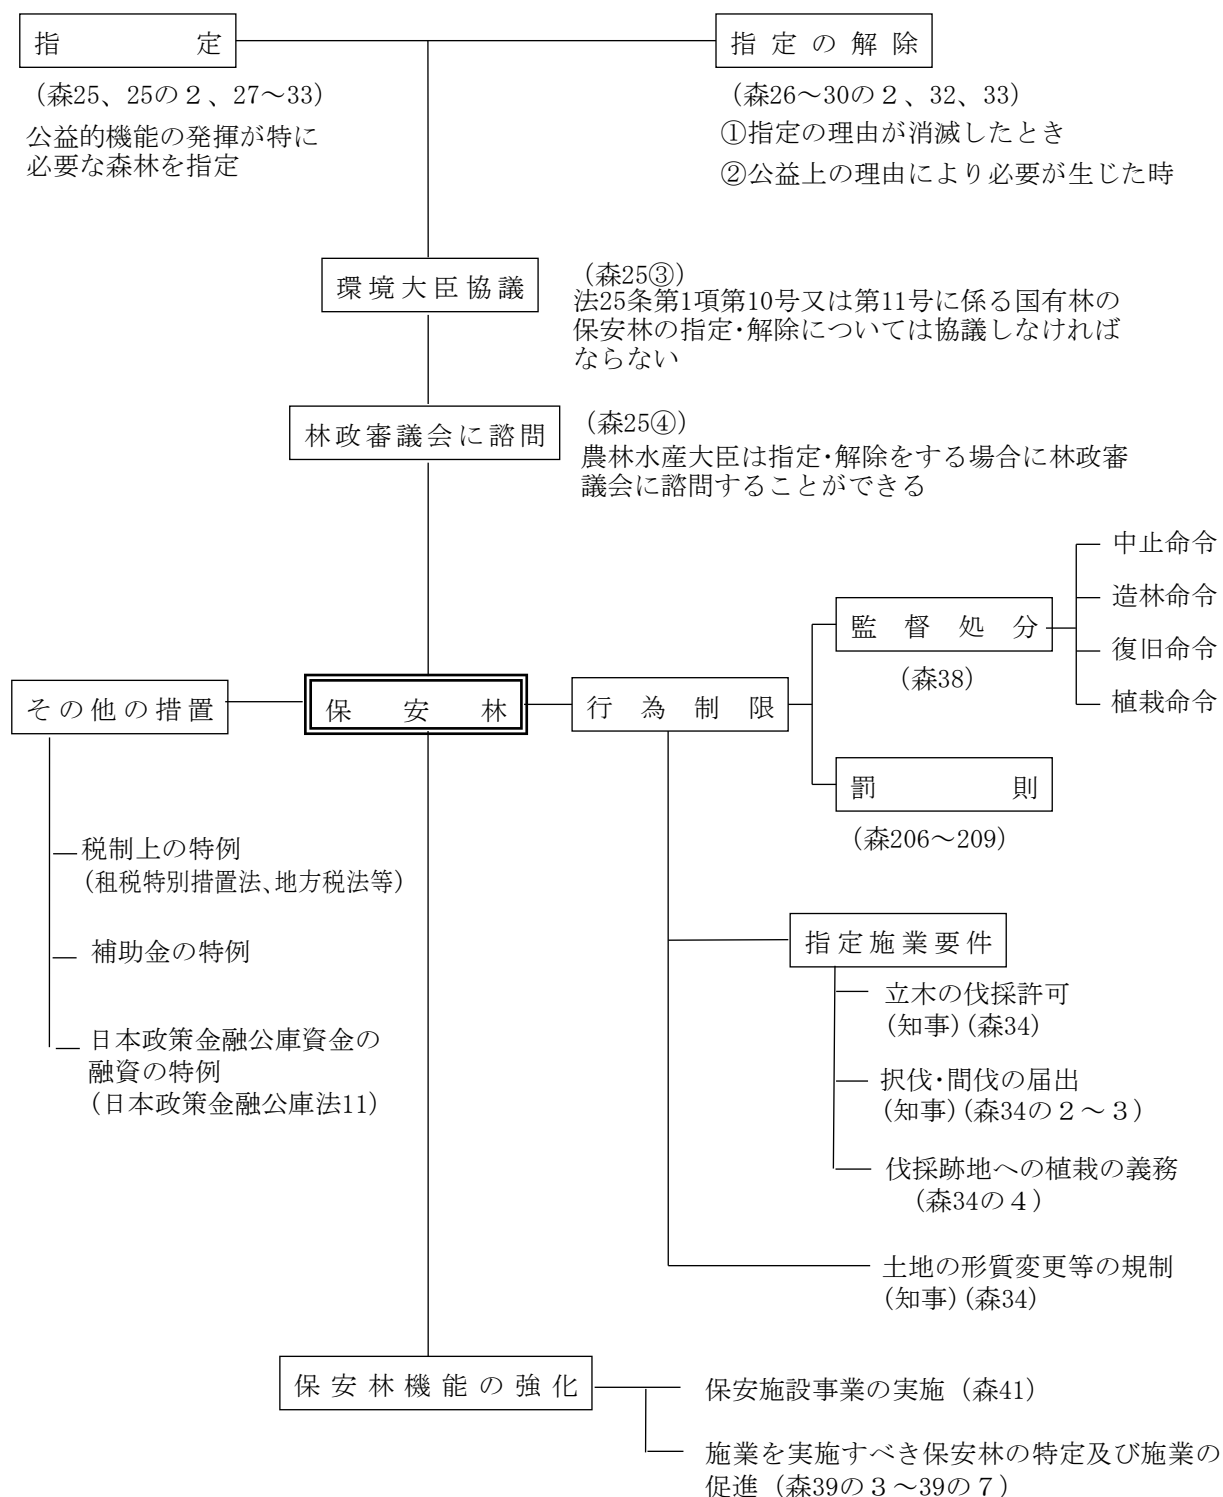 指定
指定の解除
（森25、25の２、27～33）
公益的機能の発揮が特に
必要な森林を指定
（森26～30の２、32、33）
①指定の理由が消滅したとき
②公益上の理由により必要が生じた時
環境大臣協議
（森25③）
法25条第1項第10号又は第11号に係る国有林の
保安林の指定･解除については協議しなければ
ならない
林政審議会に諮問
（森25④）
農林水産大臣は指定･解除をする場合に林政審
議会に諮問することができる
監督処分
（森38）
中止命令
造林命令
復旧命令
植栽命令
その他の措置
保安林
行為制限
罰則
（森206～209）
税制上の特例
（租税特別措置法、地方税法等）
補助金の特例
日本政策金融公庫資金の
融資の特例
（日本政策金融公庫法11）
指定施業要件
立木の伐採許可
（知事）（森34）
択伐･間伐の届出
（知事）（森34の２～３）
伐採跡地への植栽の義務
（森34の４）
土地の形質変更等の規制
（知事）（森34）
保安林機能の強化
保安施設事業の実施（森41）
施業を実施すべき保安林の特定及び施業の
促進（森39の３～39の７）